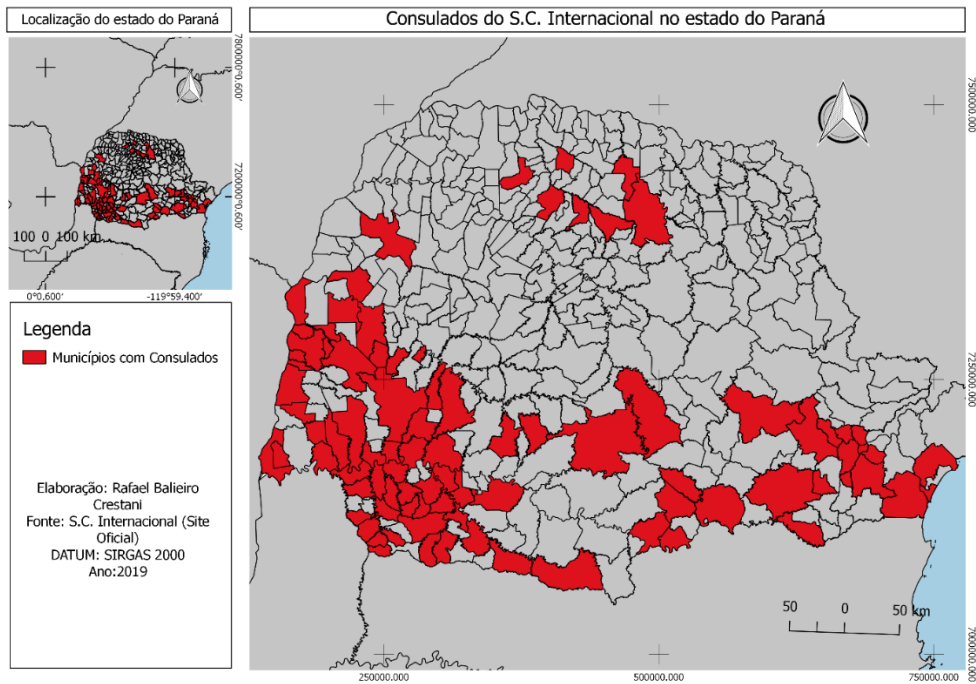 Localização do estado do Paraná
Consulados do S.C. Internacional no estado do Paraná
7800000°0.600'
7200000°0.600'
100 0 100 km
0°0.600'
-119°59.400'
Legenda
Municípios com Consulados
Elaboração: Rafael Balieiro
Crestani
Fonte: S.C. Internacional (Site
Oficial)
DATUM: SIRGAS 2000
Ano:2019
7500000.000
7250000.000
7000000.000
50 0 50 km
250000.000
500000.000
750000.000